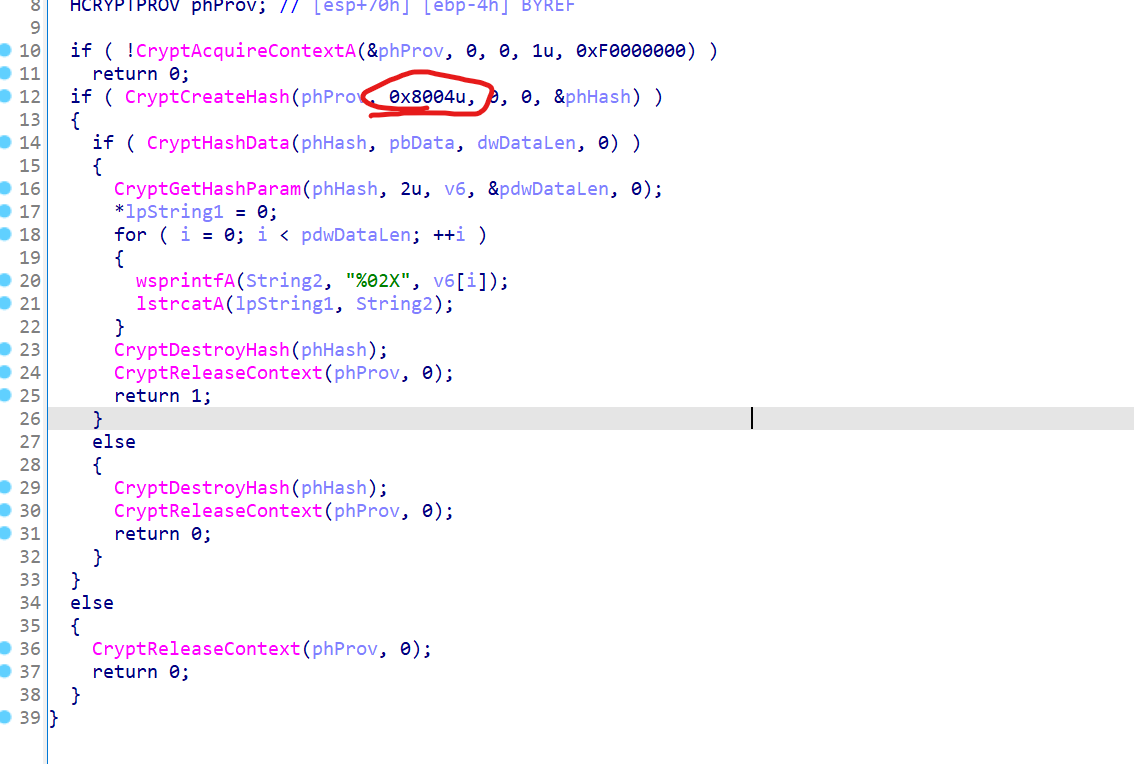 8 HCRYPTPROV phProv; // [esp+70h] [ebp-4h] BYREF
9
10 if ( !CryptAcquireContextA(&phProv, 0, 0, 1u, 0xF0000000) )
11 return 0;
12 if ( CryptCreateHash(phProv, 0x8004u, 0, 0, &phHash) )
13 {
14 if ( CryptHashData(phHash, pbData, dwDataLen, 0) )
15 {
16 CryptGetHashParam(phHash, 2u, v6, &pdwDataLen, 0);
17 *lpString1 = 0;
18 for ( i = 0; i < pdwDataLen; ++i )
19 {
20 wsprintfA(String2, "%02X", v6[i]);
21 lstrcatA(lpString1, String2);
22 }
23 CryptDestroyHash(phHash);
24 CryptReleaseContext(phProv, 0);
25 return 1;
26 }
27 else
28 {
29 CryptDestroyHash(phHash);
30 CryptReleaseContext(phProv, 0);
31 return 0;
32 }
33 }
34 else
35 {
36 CryptReleaseContext(phProv, 0);
37 return 0;
38 }
39 }